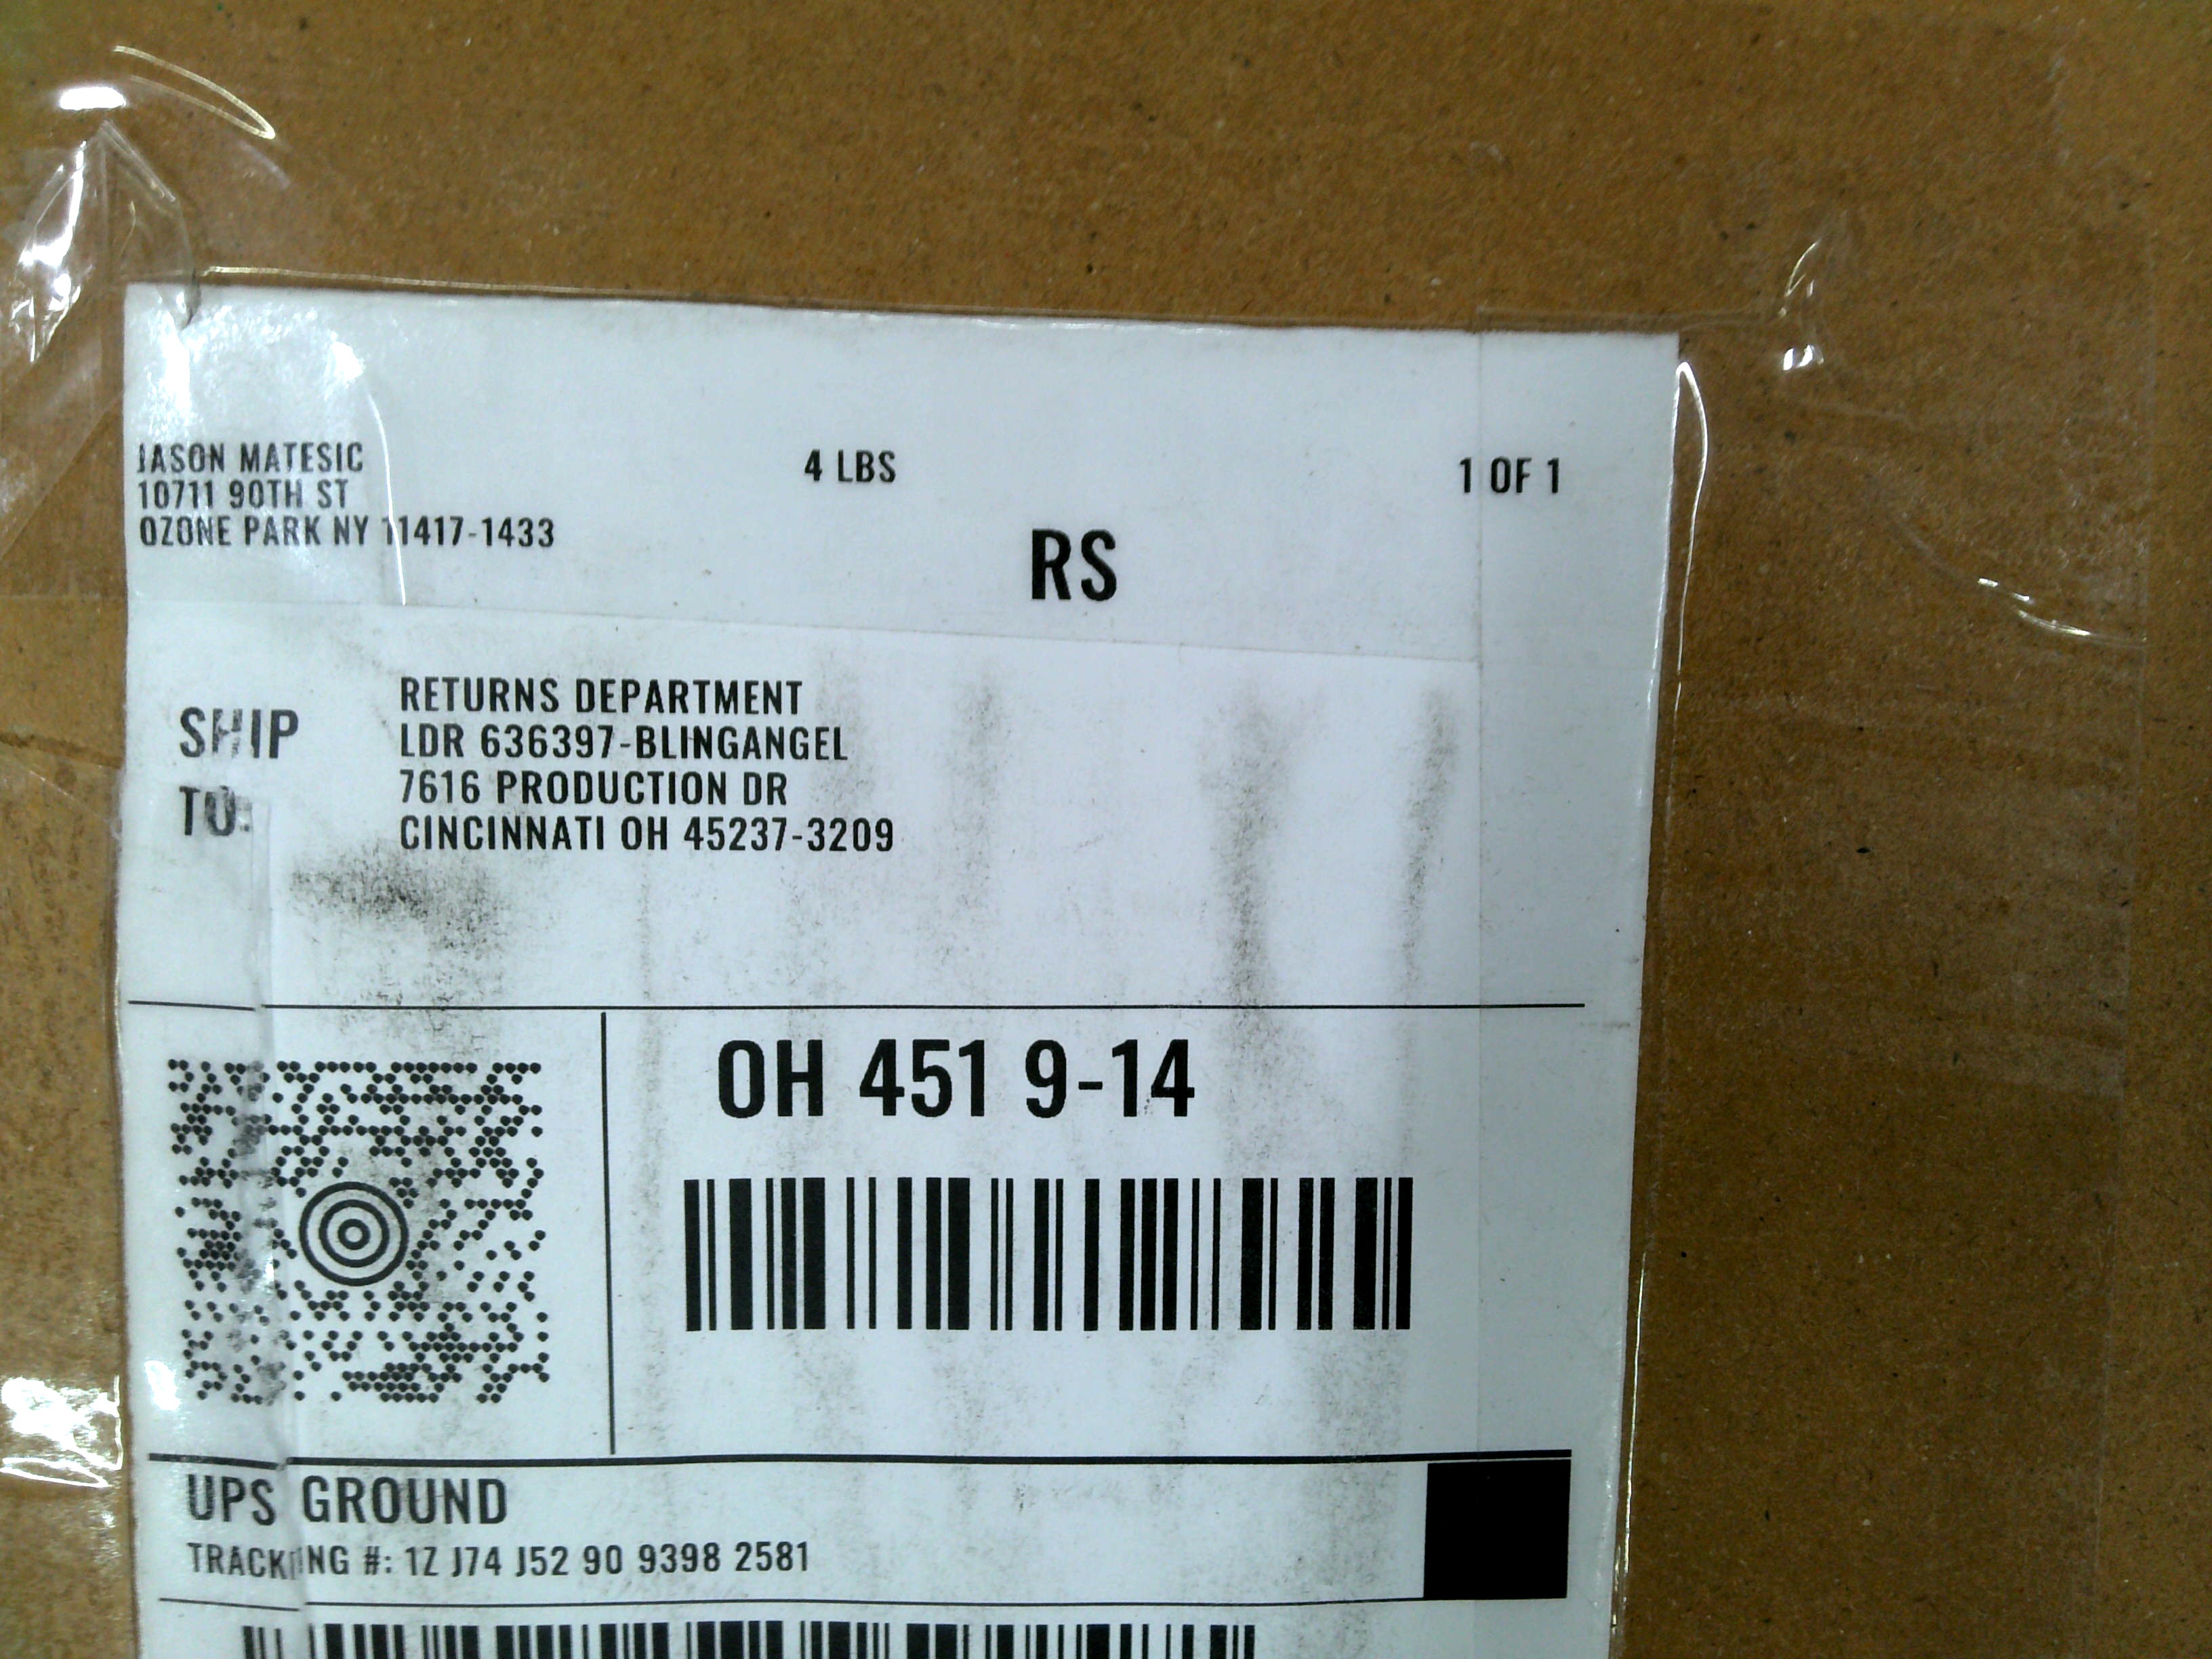 JASON MATESIC
10711 90TH ST
OZONE PARK NY 11417-1433
4 LBS
1 OF 1
RS
SHIP
TO:
RETURNS DEPARTMENT
LDR 636397-BLINGANGEL
7616 PRODUCTION DR
CINCINNATI OH 45237-3209
OH 451 9-14
UPS GROUND
TRACKING #: 1Z J74 J52 90 9398 2581